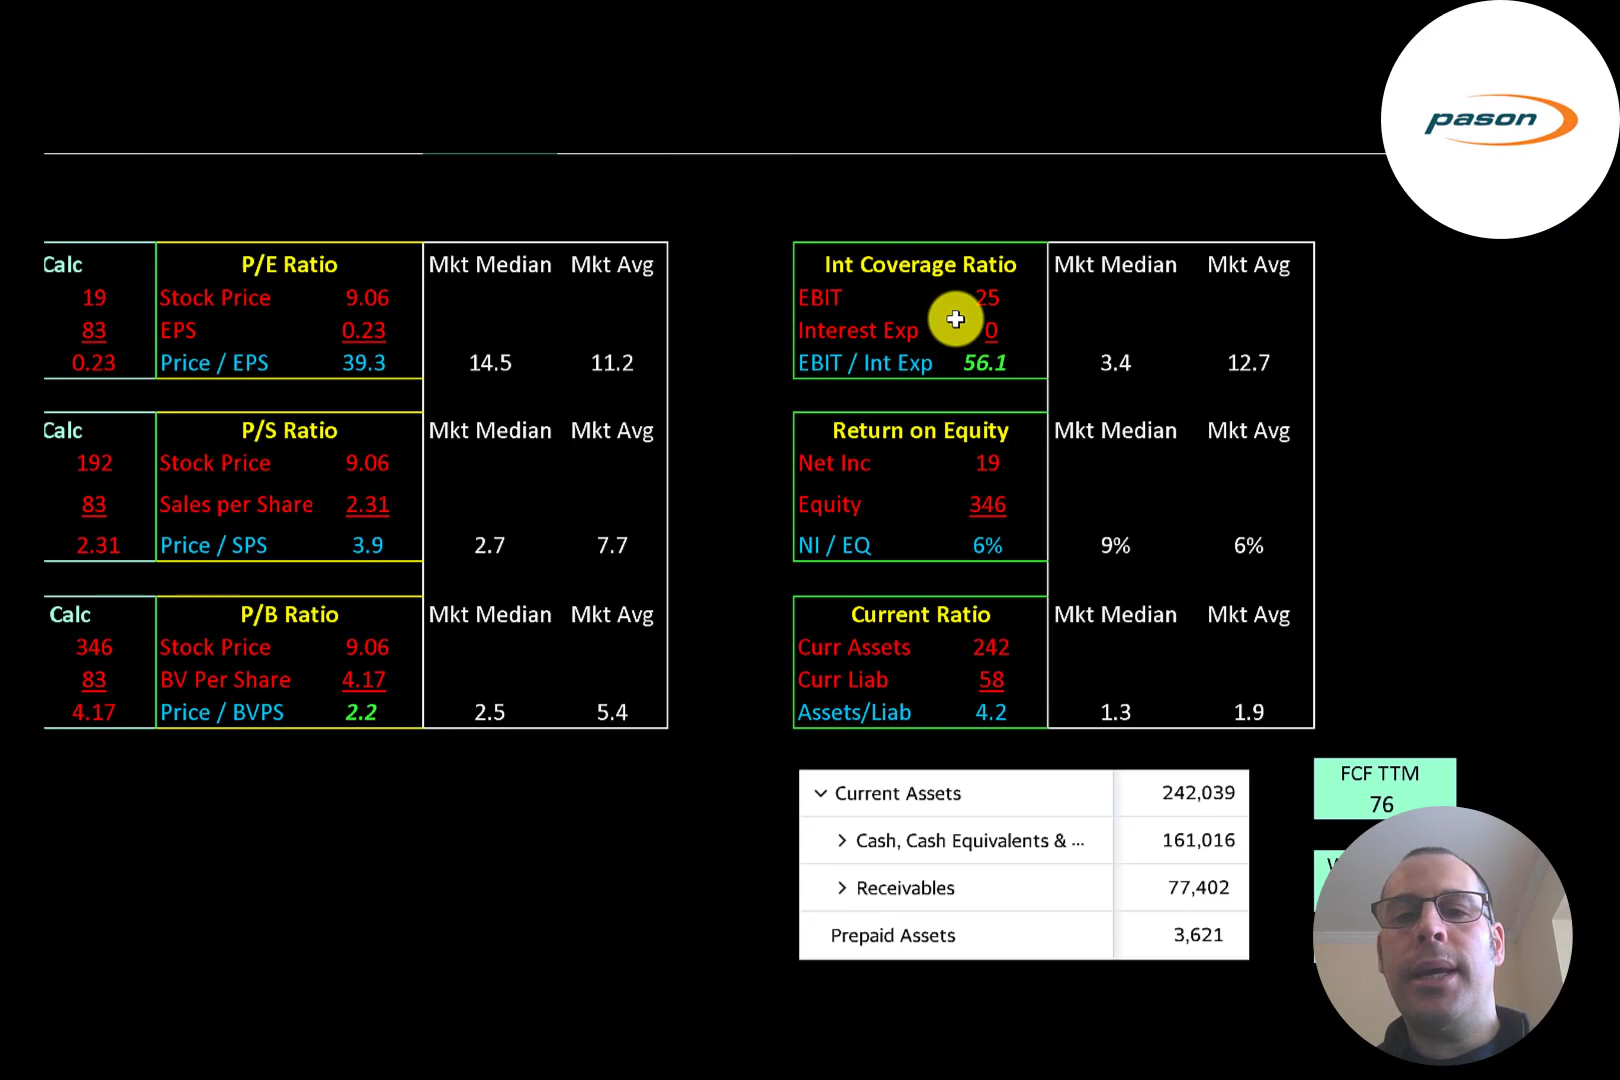 pason
Calc P/E Ratio Mkt Median Mkt Avg
19 Stock Price 9.06
83 EPS 0.23
0.23 Price / EPS 39.3 14.5 11.2
Calc P/S Ratio Mkt Median Mkt Avg
192 Stock Price 9.06
83 Sales per Share 2.31
2.31 Price / SPS 3.9 2.7 7.7
Calc P/B Ratio Mkt Median Mkt Avg
346 Stock Price 9.06
83 BV Per Share 4.17
4.17 Price / BVPS 2.2 2.5 5.4
Int Coverage Ratio Mkt Median Mkt Avg
EBIT 25
Interest Exp 0
EBIT / Int Exp 56.1 3.4 12.7
Return on Equity Mkt Median Mkt Avg
Net Inc 19
Equity 346
NI / EQ 6% 9% 6%
Current Ratio Mkt Median Mkt Avg
Curr Assets 242
Curr Liab 58
Assets/Liab 4.2 1.3 1.9
Current Assets 242,039
Cash, Cash Equivalents & ... 161,016
Receivables 77,402
Prepaid Assets 3,621
FCF TTM
76